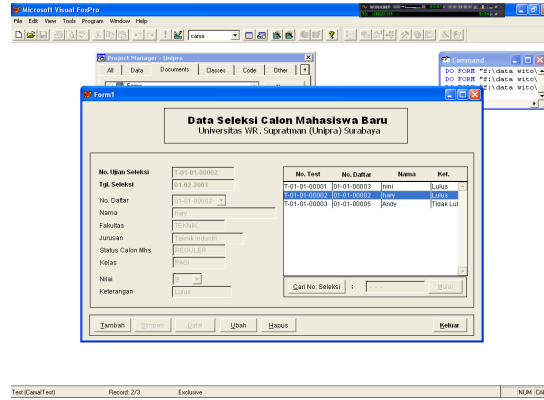 Microsoft Visual FoxPro
File Edit View Tools Program Window Help
cama
Project Manager - Unipra
All Data Documents Classes Code Other
Forms
Command
DO FORM "f:\data wito\
DO FORM "f:\data wito\
f:\data wito\
Form1
Data Seleksi Calon Mahasiswa Baru
Universitas WR. Supratman (Unipra) Surabaya
No. Ujian Seleksi T-01-01-00002
Tgl. Seleksi 01-02-2001
No. Daftar 01-01-00002
Nama hary
Fakultas TEKNIK
Jurusan Teknik Industri
Status Calon Mhs REGULER
Kelas PAGI
Nilai B
Keterangan Lulus
No. Test No. Daftar Nama Ket.
T-01-01-00001 01-01-00003 nini Lulus
T-01-01-00002 01-01-00002 hary Lulus
T-01-01-00003 01-01-00005 Andy Tidak Lul
Cari No. Seleksi : - - - Mulai
Tambah Simpan Batal Ubah Hapus Keluar
Test (Cama!Test) Record: 2/3 Exclusive NUM CAP